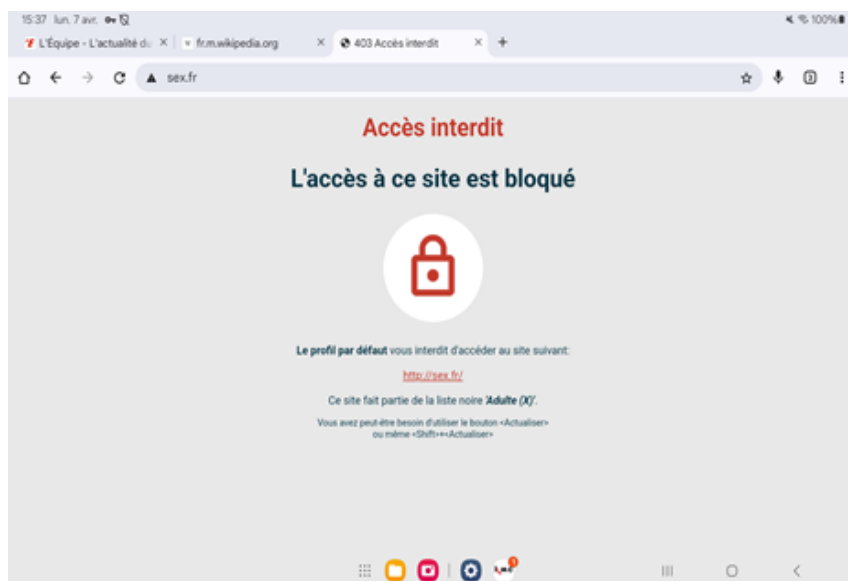 15:37 lun. 7 avr.
100%
L'Équipe - L'actualité du
fr.m.wikipedia.org
403 Accès interdit
sex.fr
3
Accès interdit
L'accès à ce site est bloqué
Le profil par défaut vous interdit d'accéder au site suivant:
http://sex.fr/
Ce site fait partie de la liste noire 'Adulte (X)'.
Vous avez peut-être besoin d'utiliser le bouton <Actualiser>
ou même <Shift>+<Actualiser>